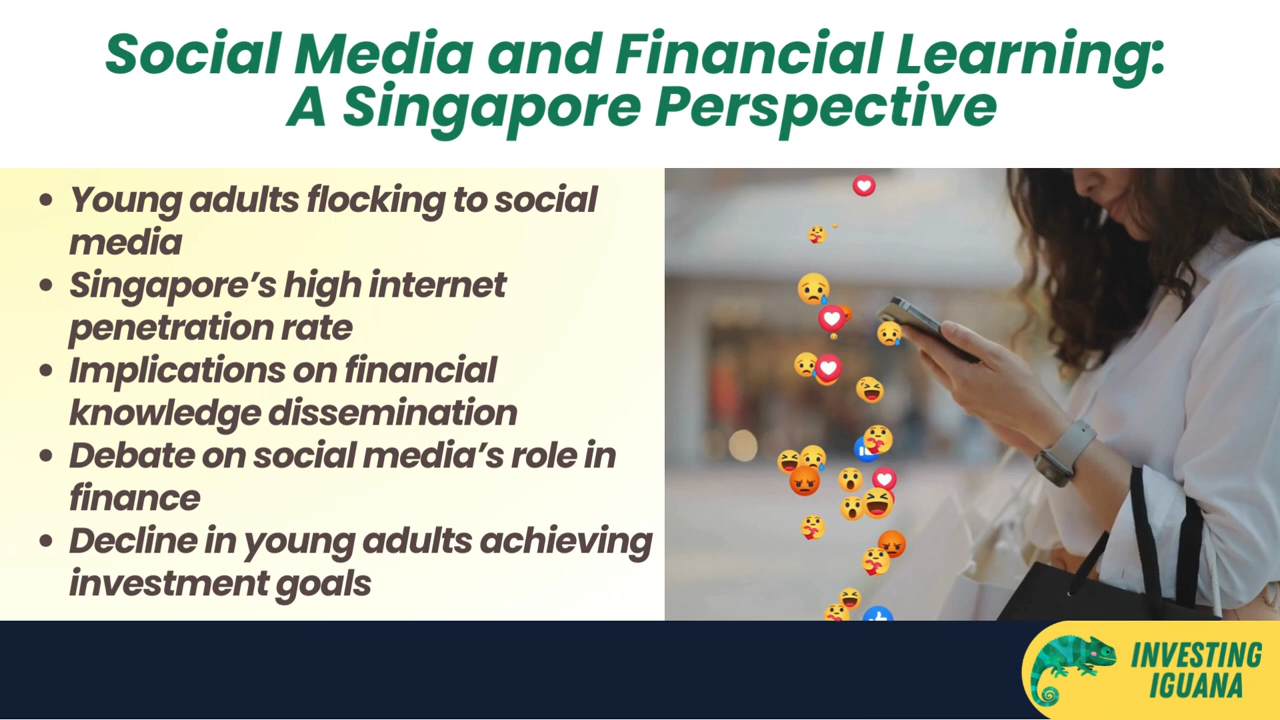 Social Media and Financial Learning:
A Singapore Perspective
• Young adults flocking to social
media
• Singapore’s high internet
penetration rate
• Implications on financial
knowledge dissemination
• Debate on social media’s role in
finance
• Decline in young adults achieving
investment goals
INVESTING
IGUANA